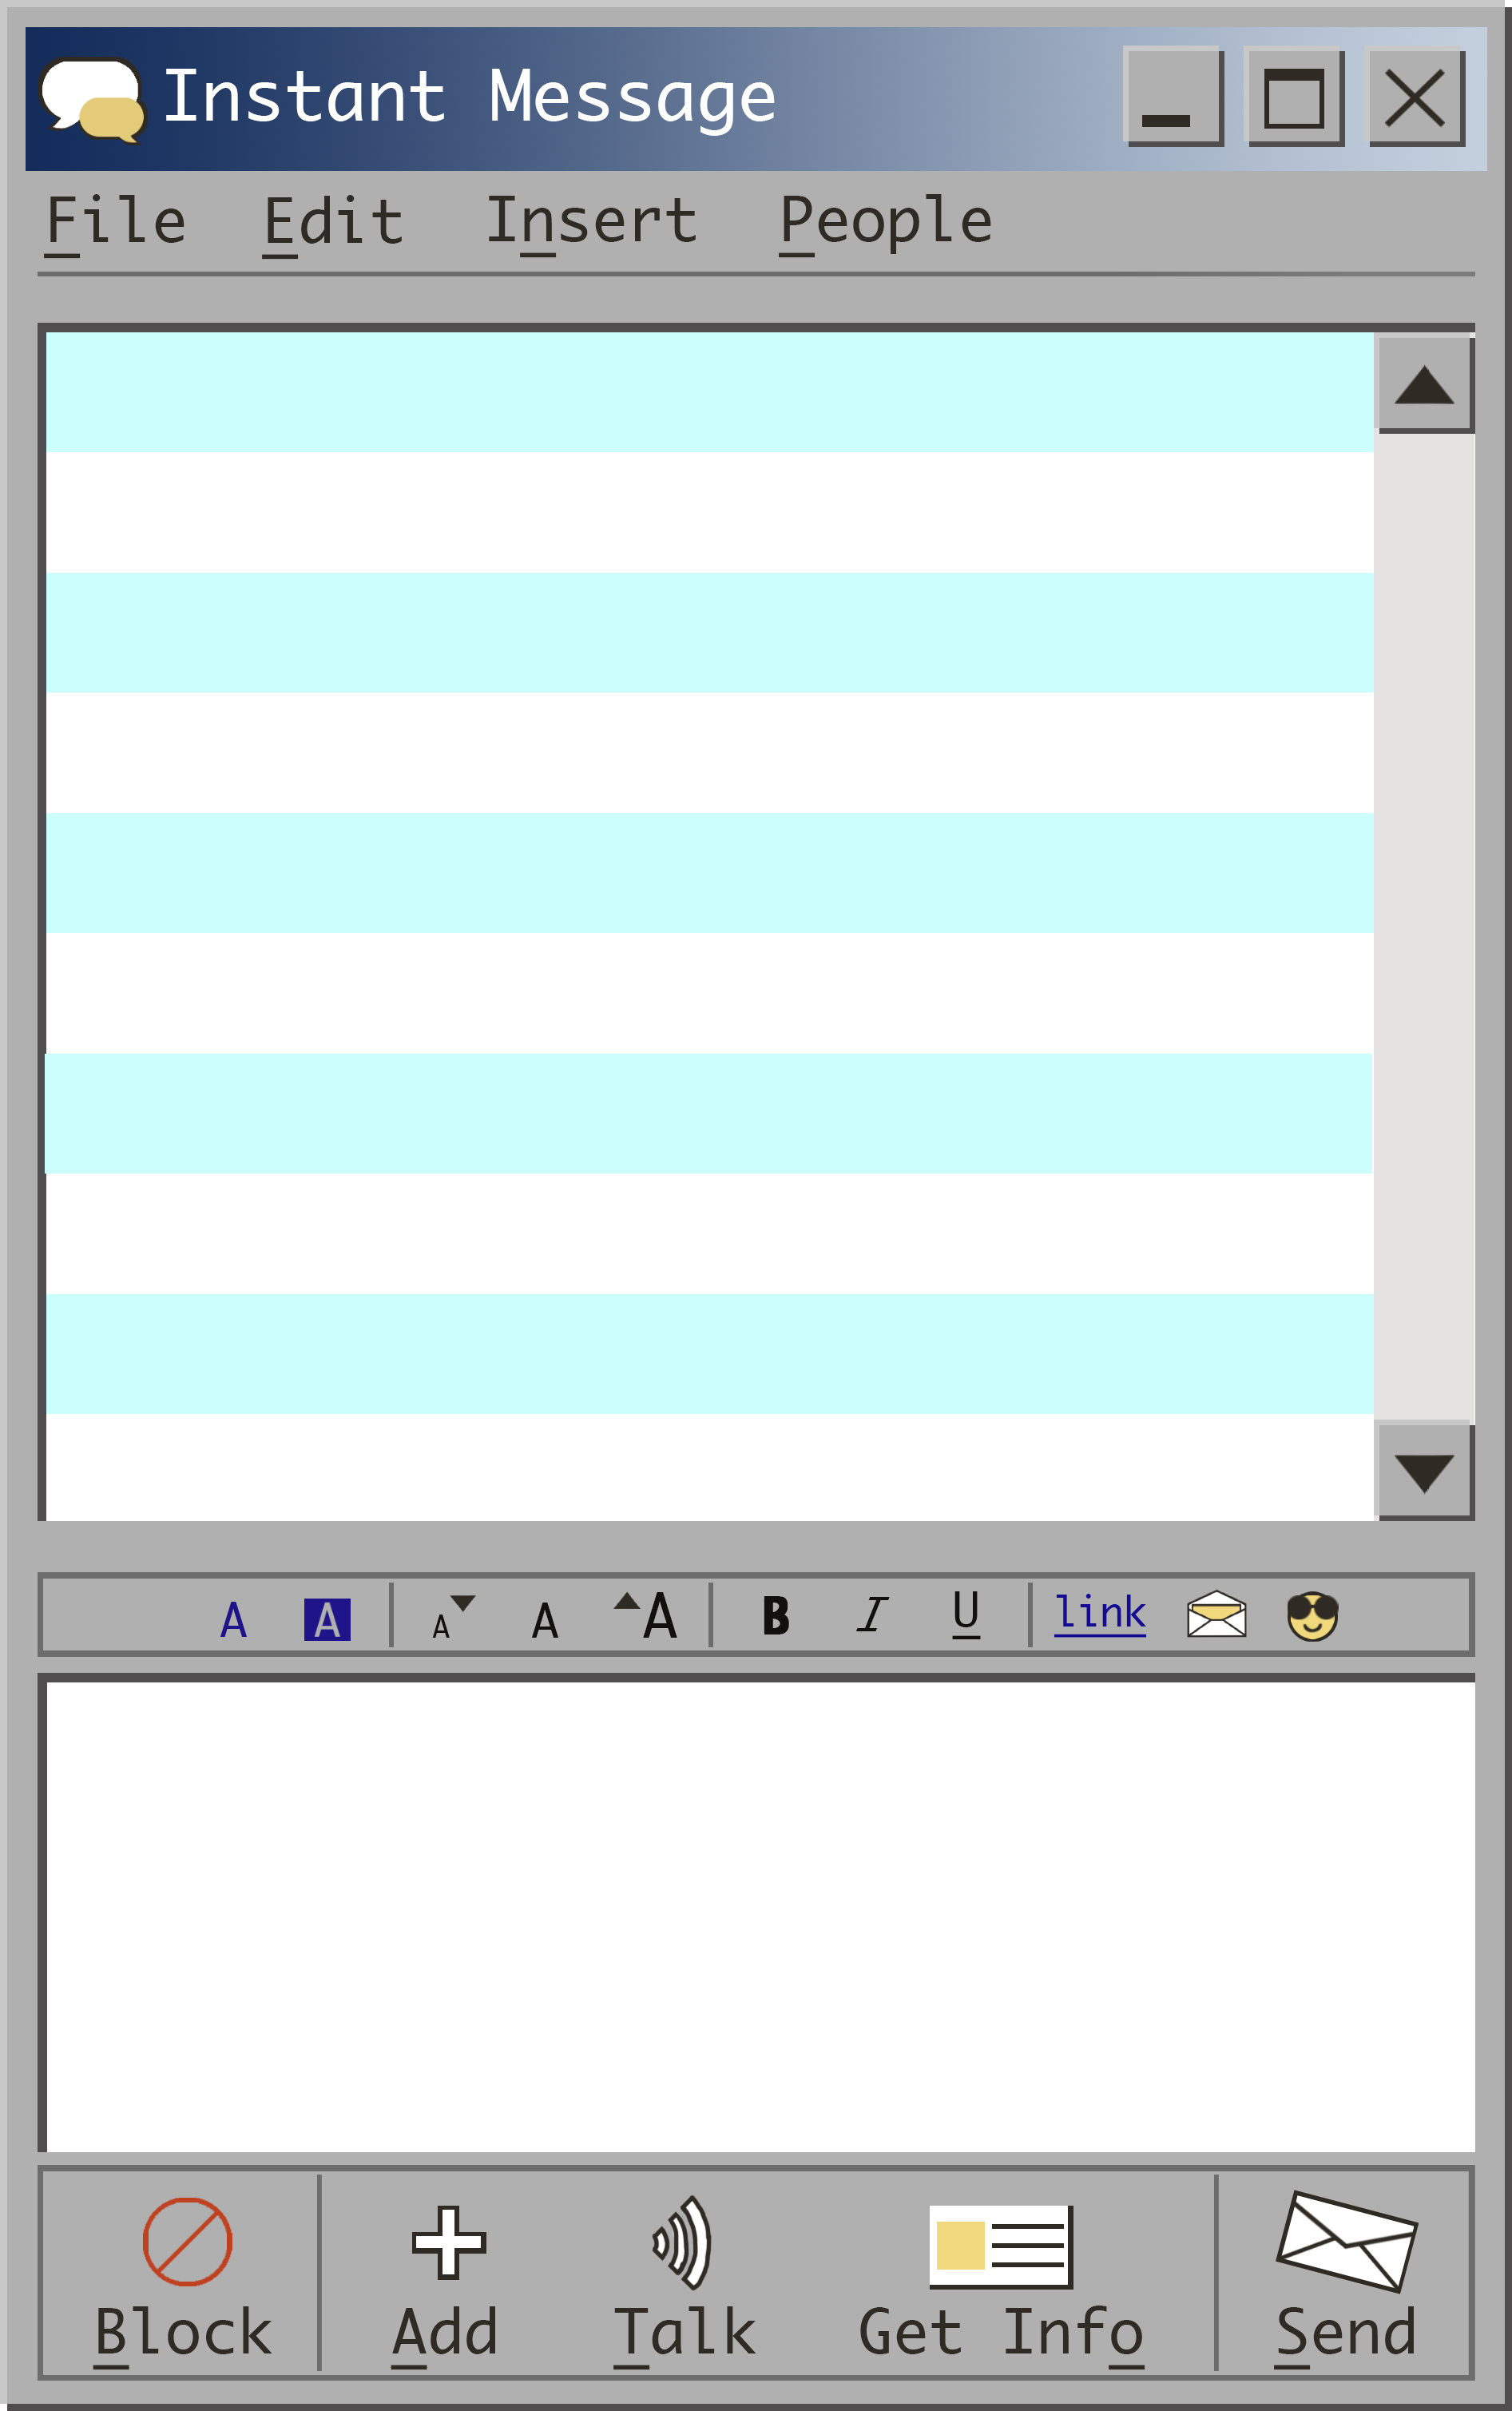 Instant Message
File Edit Insert People
A A A A A B I U link
Block Add Talk Get Info Send